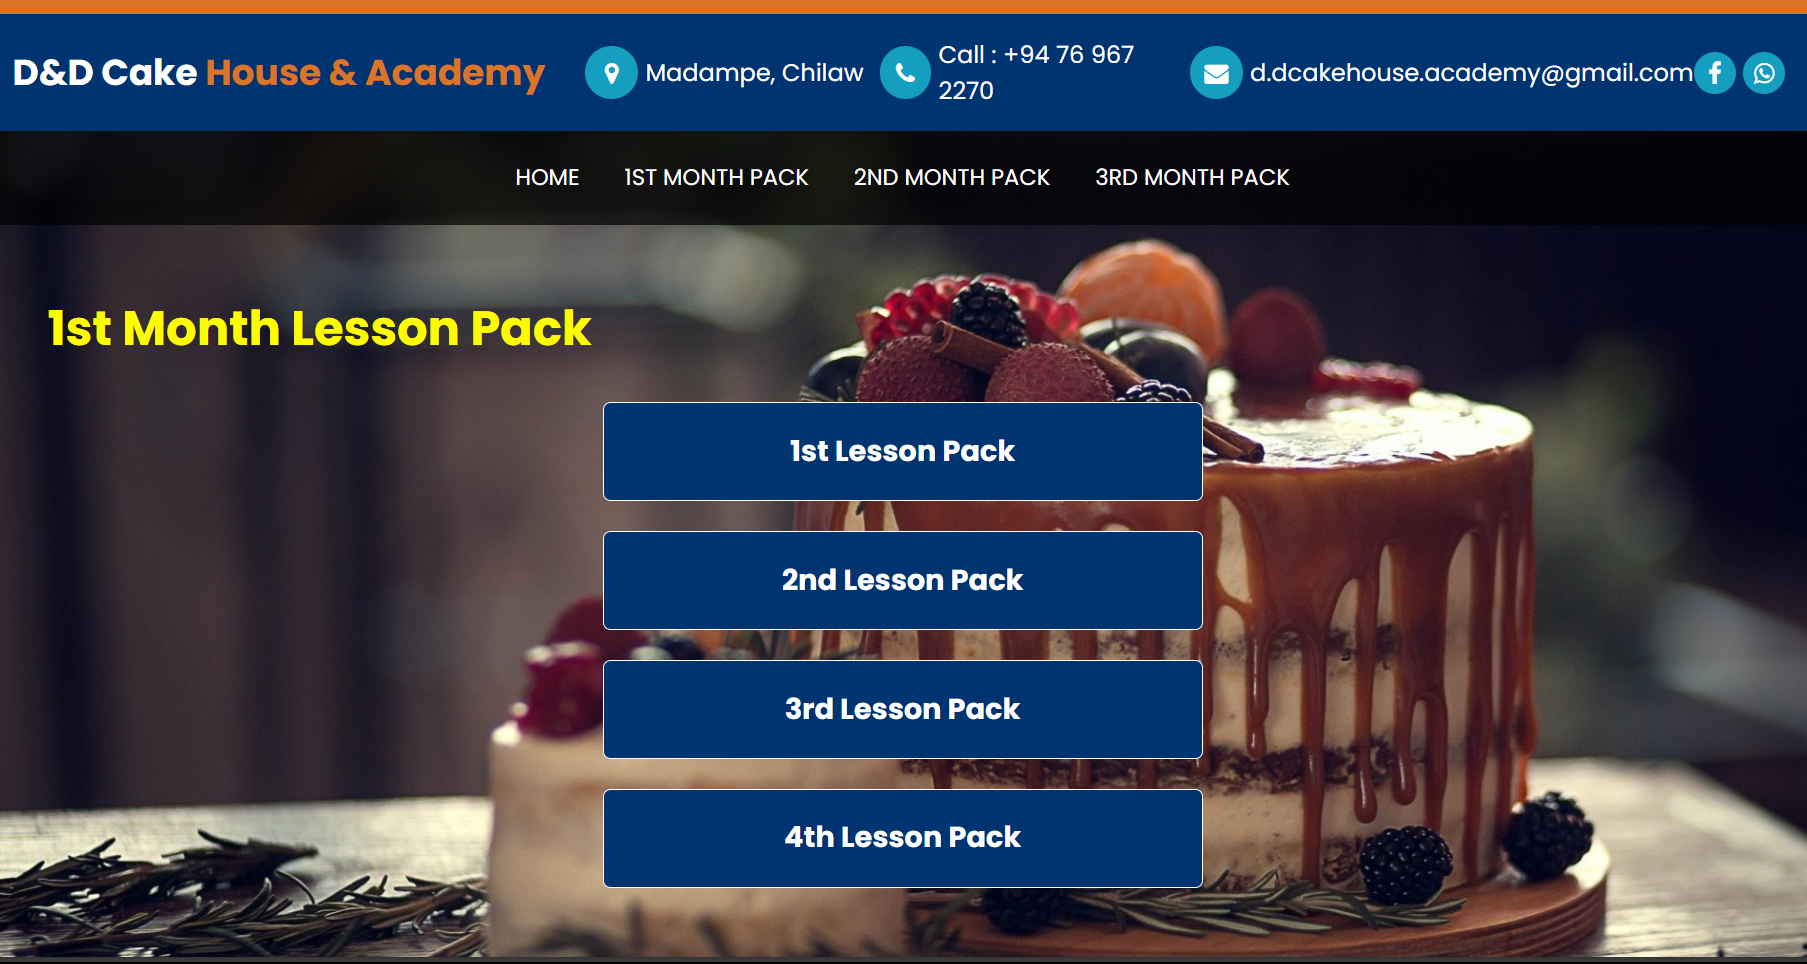 D&D Cake House & Academy
Madampe, Chilaw
Call : +94 76 967
2270
d.dcakehouse.academy@gmail.com
HOME 1ST MONTH PACK 2ND MONTH PACK 3RD MONTH PACK
1st Month Lesson Pack
1st Lesson Pack
2nd Lesson Pack
3rd Lesson Pack
4th Lesson Pack